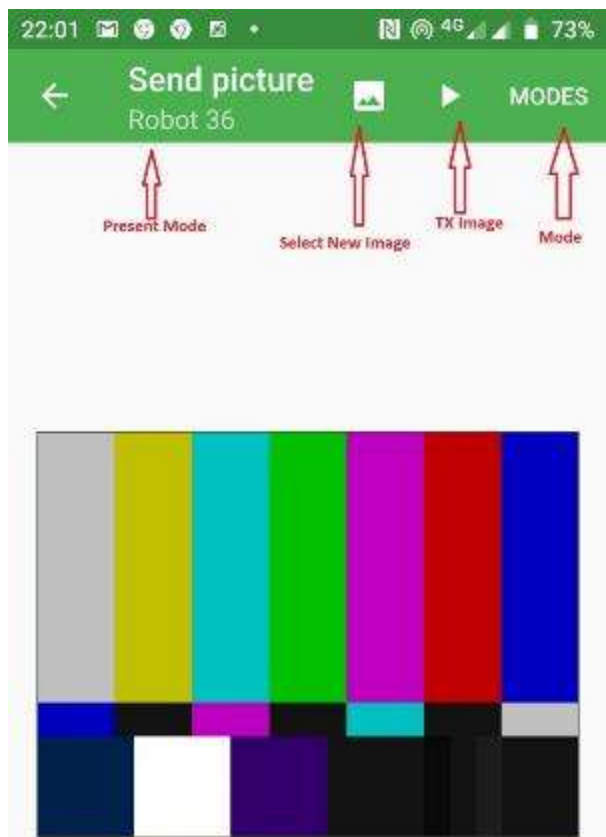 22:01 4G 73%
Send picture
Robot 36
MODES
Present Mode
Select New Image
TX Image
Mode